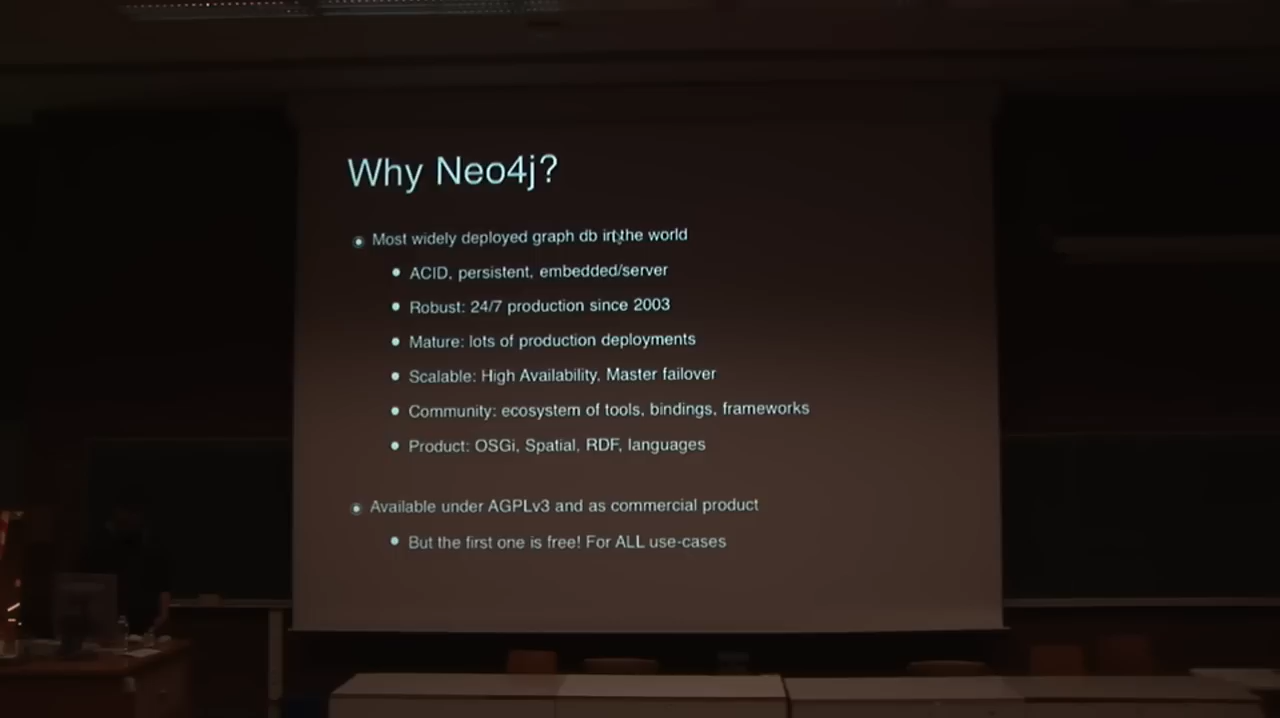 Why Neo4j?
Most widely deployed graph db in the world
ACID, persistent, embedded/server
Robust: 24/7 production since 2003
Mature: lots of production deployments
Scalable: High Availability, Master failover
Community: ecosystem of tools, bindings, frameworks
Product: OSGi, Spatial, RDF, languages
Available under AGPLv3 and as commercial product
But the first one is free! For ALL use-cases